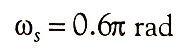 ωₛ = 0.6π rad